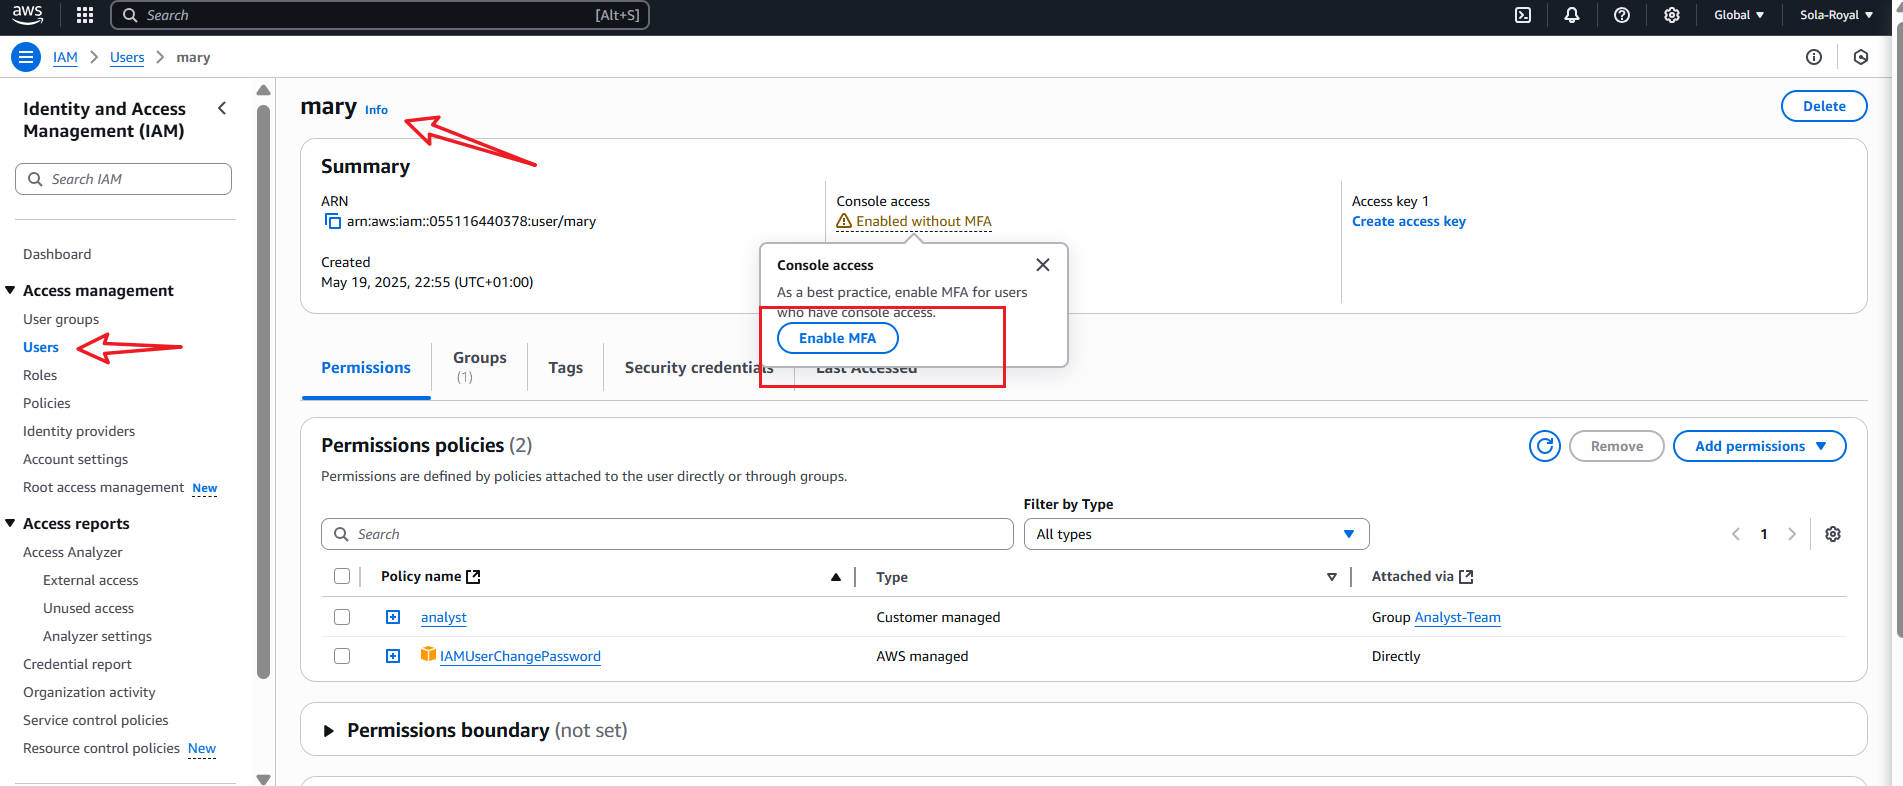 aws
Search [Alt+S]
Global
Sola-Royal
IAM > Users > mary
Identity and Access Management (IAM)
Search IAM
Dashboard
Access management
User groups
Users
Roles
Policies
Identity providers
Account settings
Root access management New
Access reports
Access Analyzer
External access
Unused access
Analyzer settings
Credential report
Organization activity
Service control policies
Resource control policies New
mary Info
Delete
Summary
ARN
arn:aws:iam::055116440378:user/mary
Created
May 19, 2025, 22:55 (UTC+01:00)
Console access
Enabled without MFA
Access key 1
Create access key
Console access
As a best practice, enable MFA for users
who have console access.
Enable MFA
Permissions
Groups
(1)
Tags
Security credentials
Last Accessed
Permissions policies (2)
Permissions are defined by policies attached to the user directly or through groups.
Remove
Add permissions
Filter by Type
Search
All types
1
Policy name
Type
Attached via
analyst
Customer managed
Group Analyst-Team
IAMUserChangePassword
AWS managed
Directly
Permissions boundary (not set)